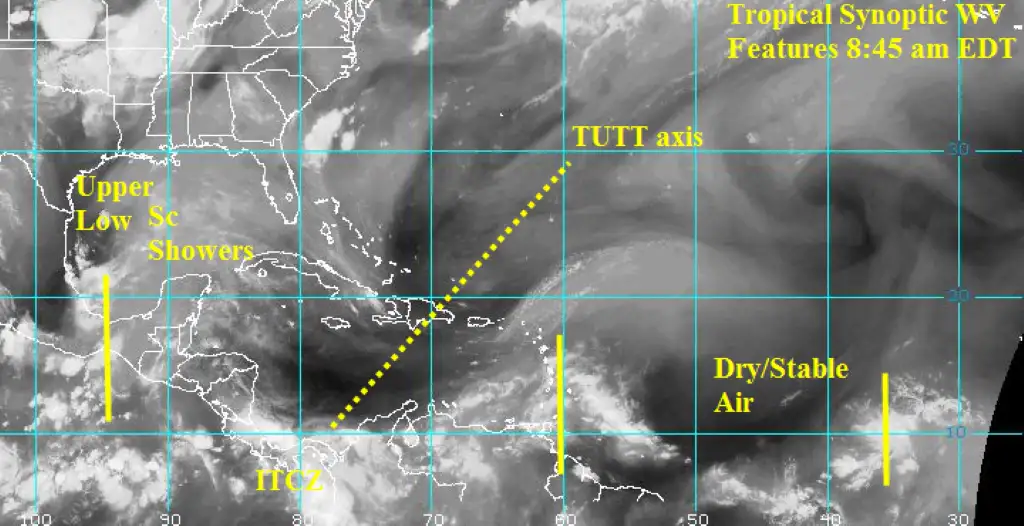 Tropical Synoptic WV
Features 8:45 am EDT
TUTT axis
30
Upper
Low
Sc
Showers
20
Dry/Stable
Air
10
ITCZ
100 90 80 70 60 50 40 30